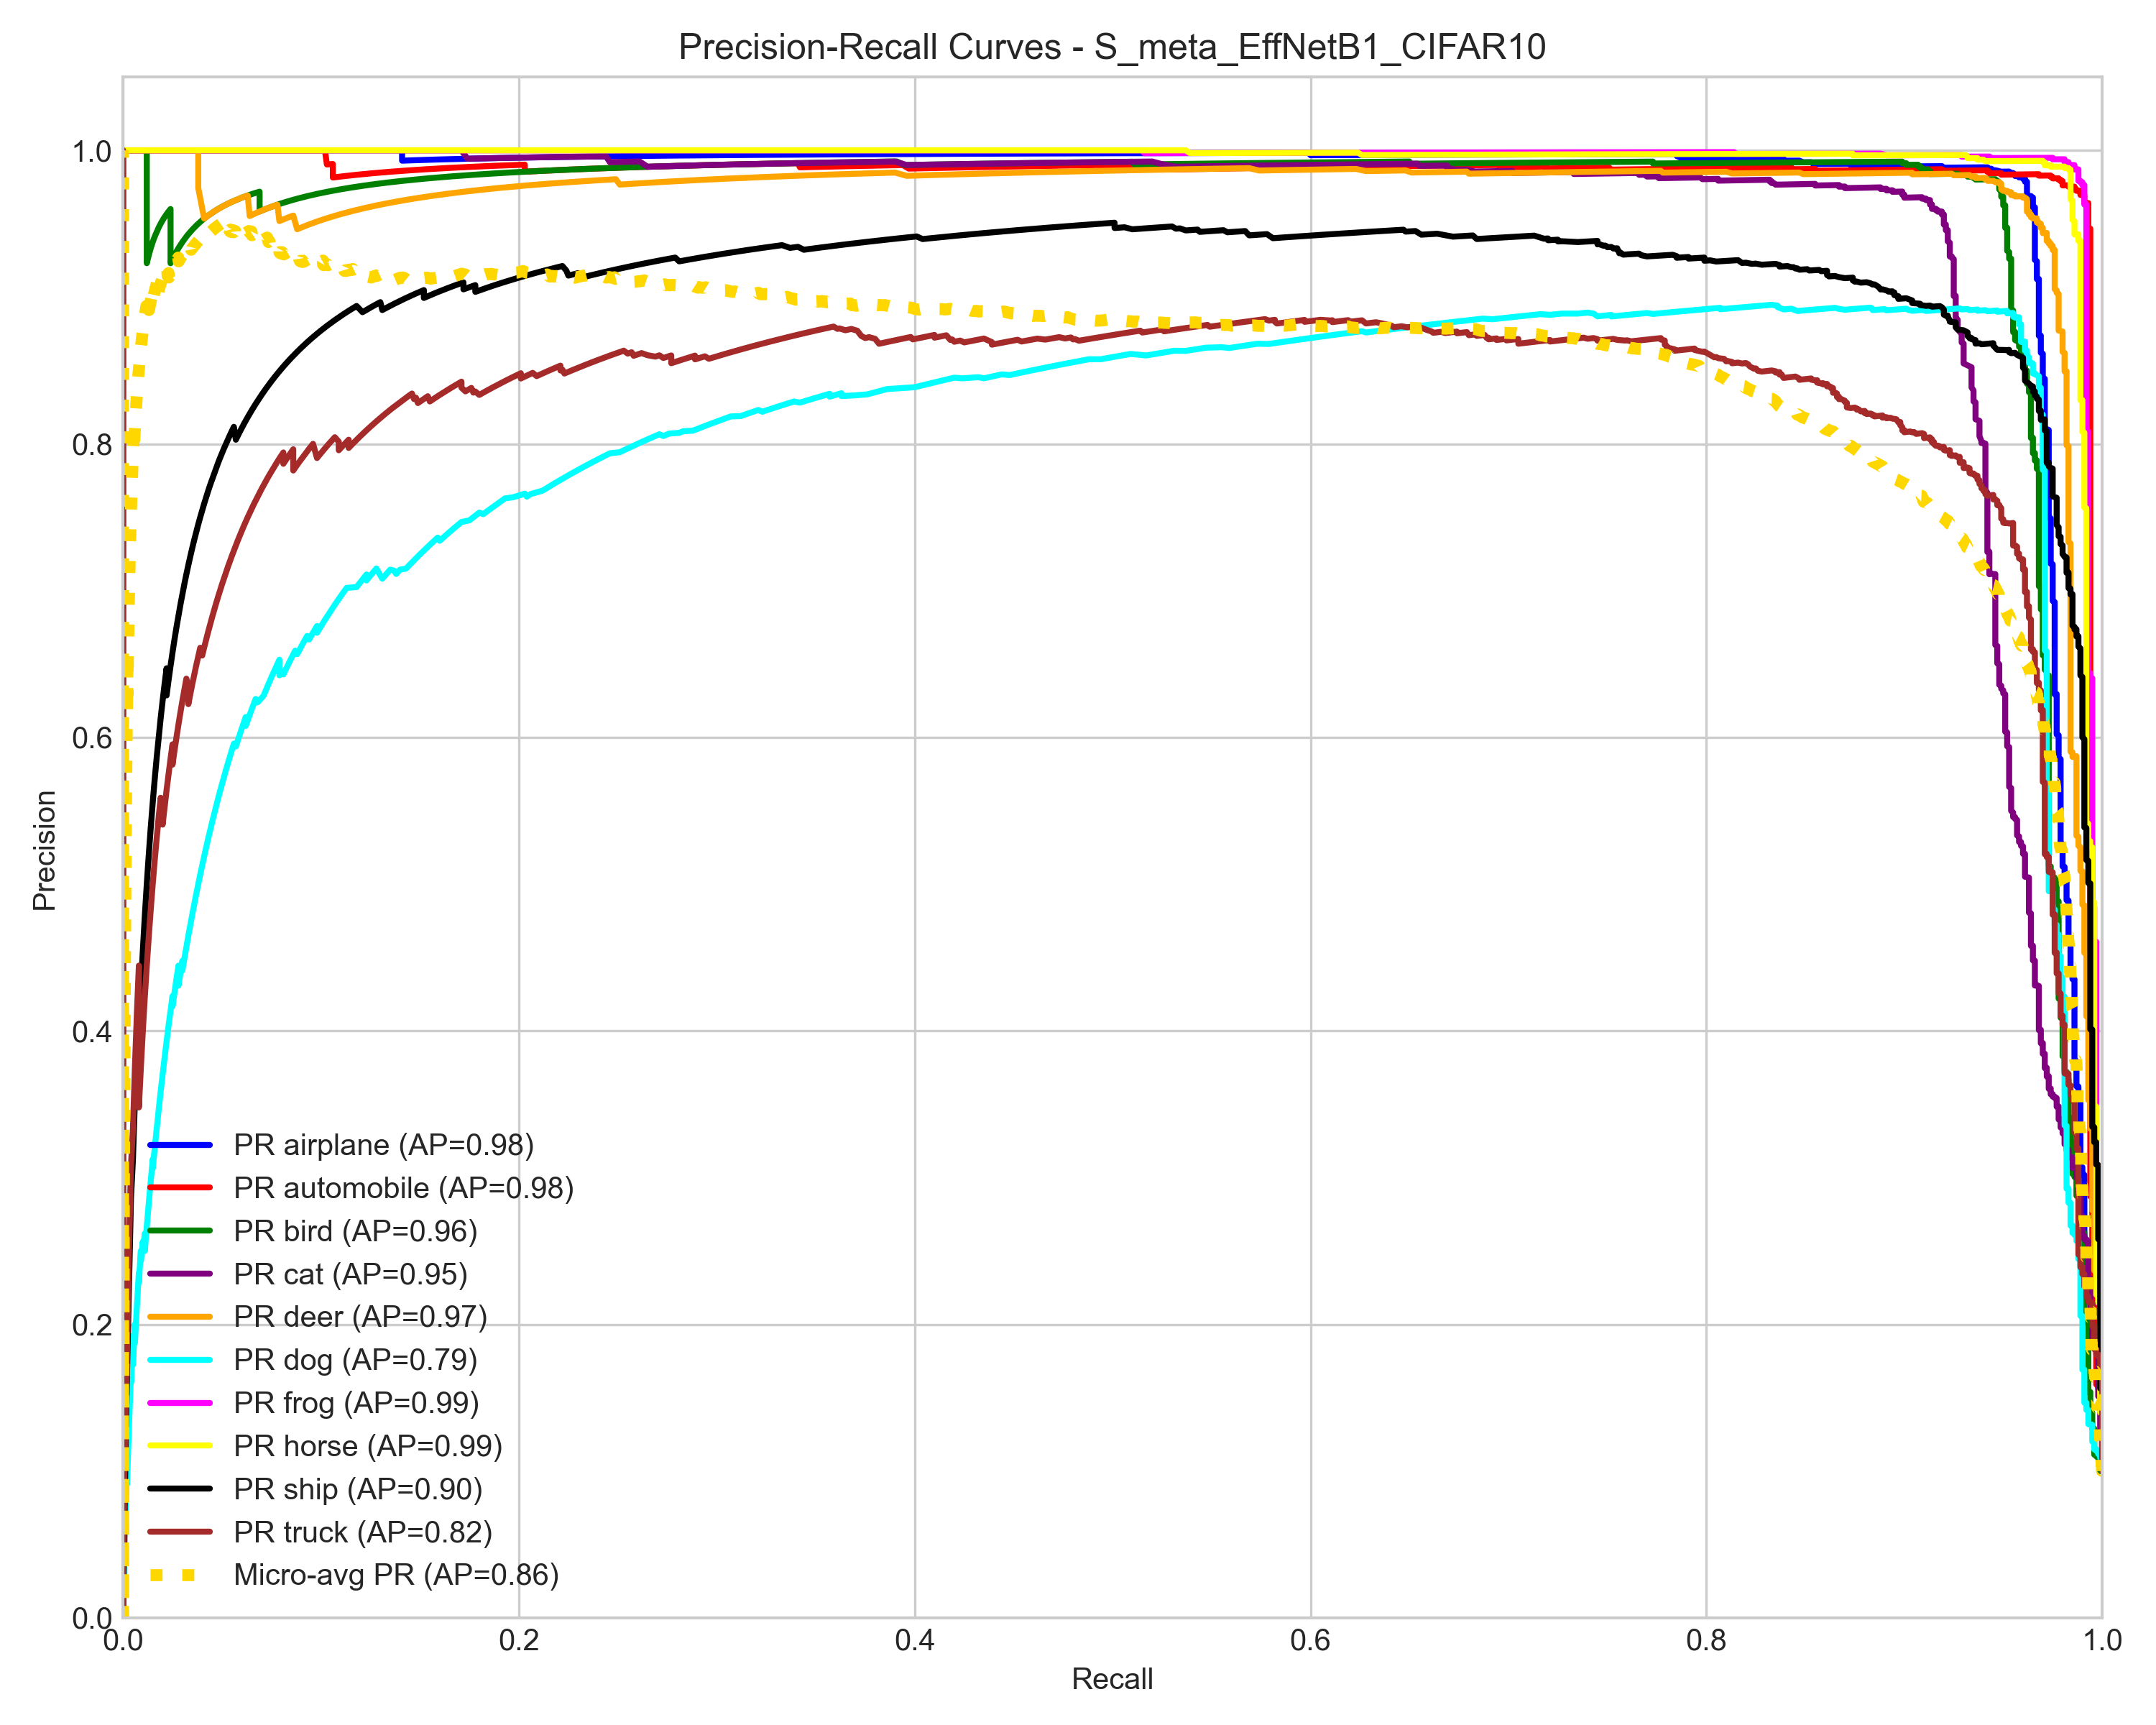 Precision-Recall Curves - S_meta_EffNetB1_CIFAR10
1.0
0.8
0.6
0.4
0.2
0.0
Precision
PR airplane (AP=0.98)
PR automobile (AP=0.98)
PR bird (AP=0.96)
PR cat (AP=0.95)
PR deer (AP=0.97)
PR dog (AP=0.79)
PR frog (AP=0.99)
PR horse (AP=0.99)
PR ship (AP=0.90)
PR truck (AP=0.82)
Micro-avg PR (AP=0.86)
0.0 0.2 0.4 0.6 0.8 1.0
Recall